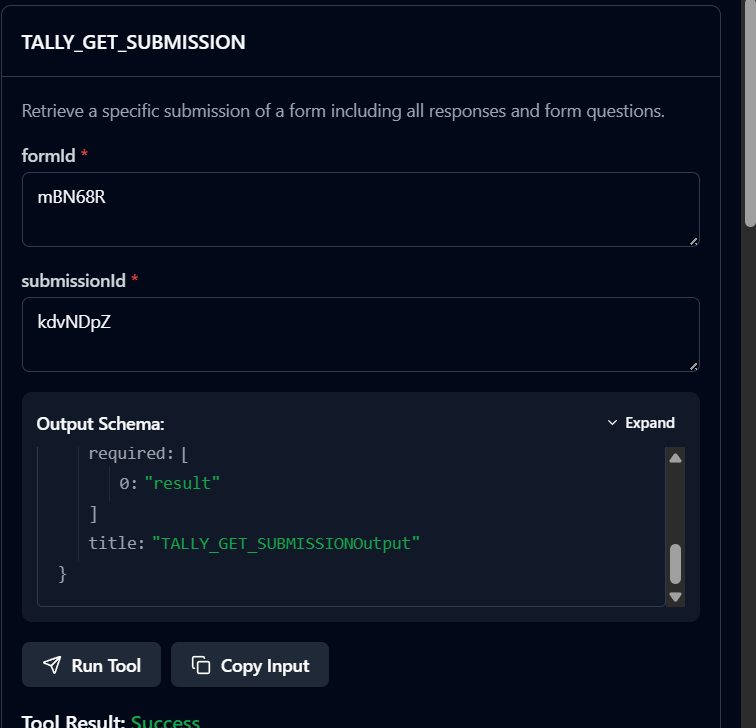 TALLY_GET_SUBMISSION
Retrieve a specific submission of a form including all responses and form questions.
formId *
mBN68R
submissionId *
kdvNDpZ
Output Schema:
Expand
required: [
0: "result"
]
title: "TALLY_GET_SUBMISSIONOutput"
}
Run Tool
Copy Input
Tool Result: Success